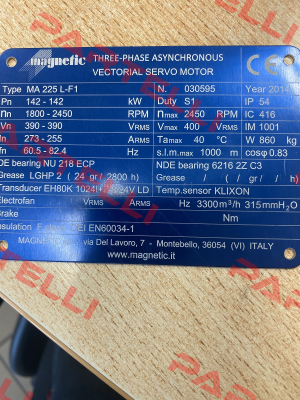 magnetic THREE-PHASE ASYNCHRONOUS
VECTORIAL SERVO MOTOR
CE
Type MA 225 L-F1 N. 030595 Year 2014
Pn 142 - 142 kW Duty S1 IP 54
nn 1800 - 2450 RPM nmax 2450 RPM IC 416
Vn 390 - 390 VRMS Vmax 400 VRMS IM 1001
In 273 - 255 ARMS Tamax 40 °C W 860 kg
fn 60.5 - 82.4 Hz s.l.m.max 1000 m cosφ 0.83
DE bearing NU 218 ECP NDE bearing 6216 2Z C3
Grease LGHP 2 ( 24 gr / 2800 h) Grease ( / gr / / h)
Transducer EH80K 1024I 24V LD Temp.sensor KLIXON
Electrofan VRMS ARMS Hz 3300 m³/h 315 mmH2O
Brake Nm
Insulation F EN60034-1
MAGNETIC via Del Lavoro, 7 - Montebello, 36054 (VI) ITALY
www.magnetic.it
PARTELLI